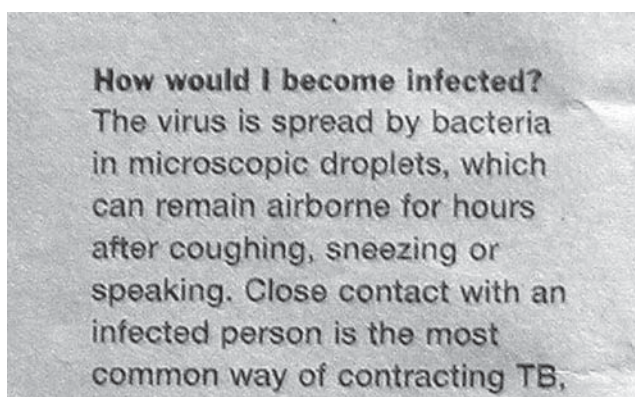 How would I become infected?
The virus is spread by bacteria
in microscopic droplets, which
can remain airborne for hours
after coughing, sneezing or
speaking. Close contact with an
infected person is the most
common way of contracting TB,